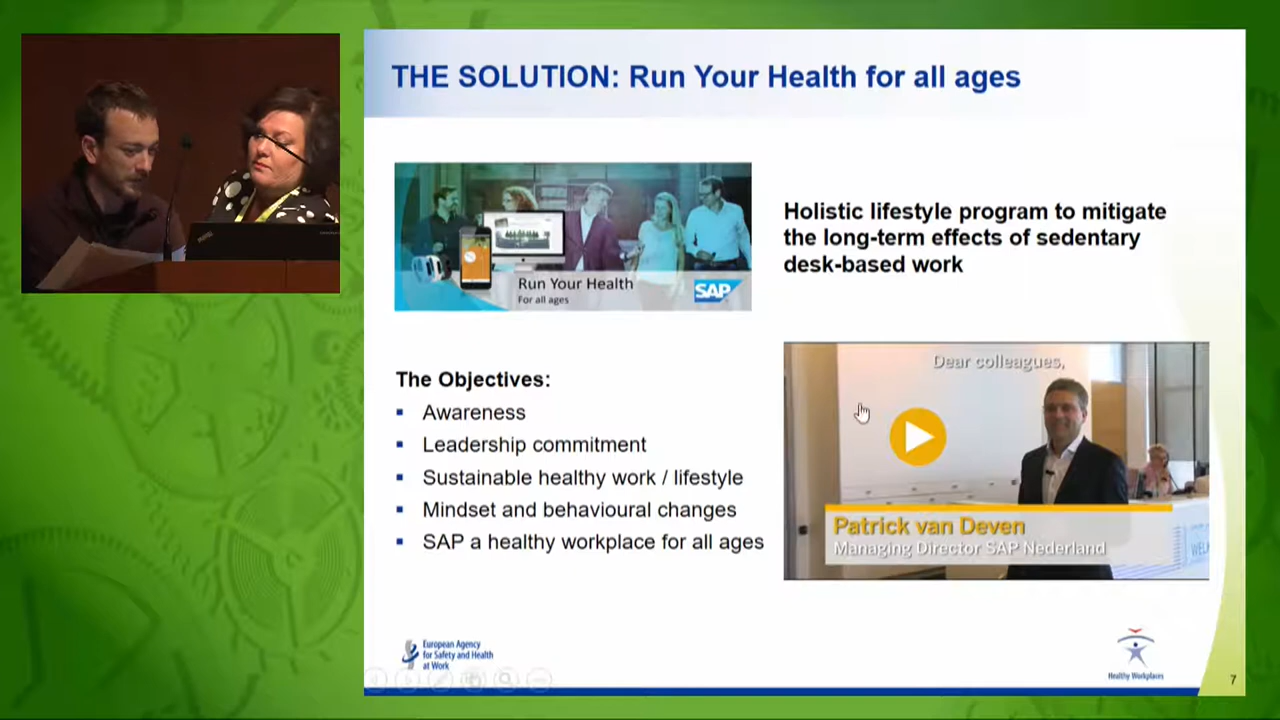 THE SOLUTION: Run Your Health for all ages
Run Your Health
For all ages
SAP
Holistic lifestyle program to mitigate
the long-term effects of sedentary
desk-based work
The Objectives:
▪ Awareness
▪ Leadership commitment
▪ Sustainable healthy work / lifestyle
▪ Mindset and behavioural changes
▪ SAP a healthy workplace for all ages
Dear colleagues,
Patrick van Deven
Managing Director SAP Nederland
European Agency
for Safety and Health
at Work
Healthy Workplaces
7